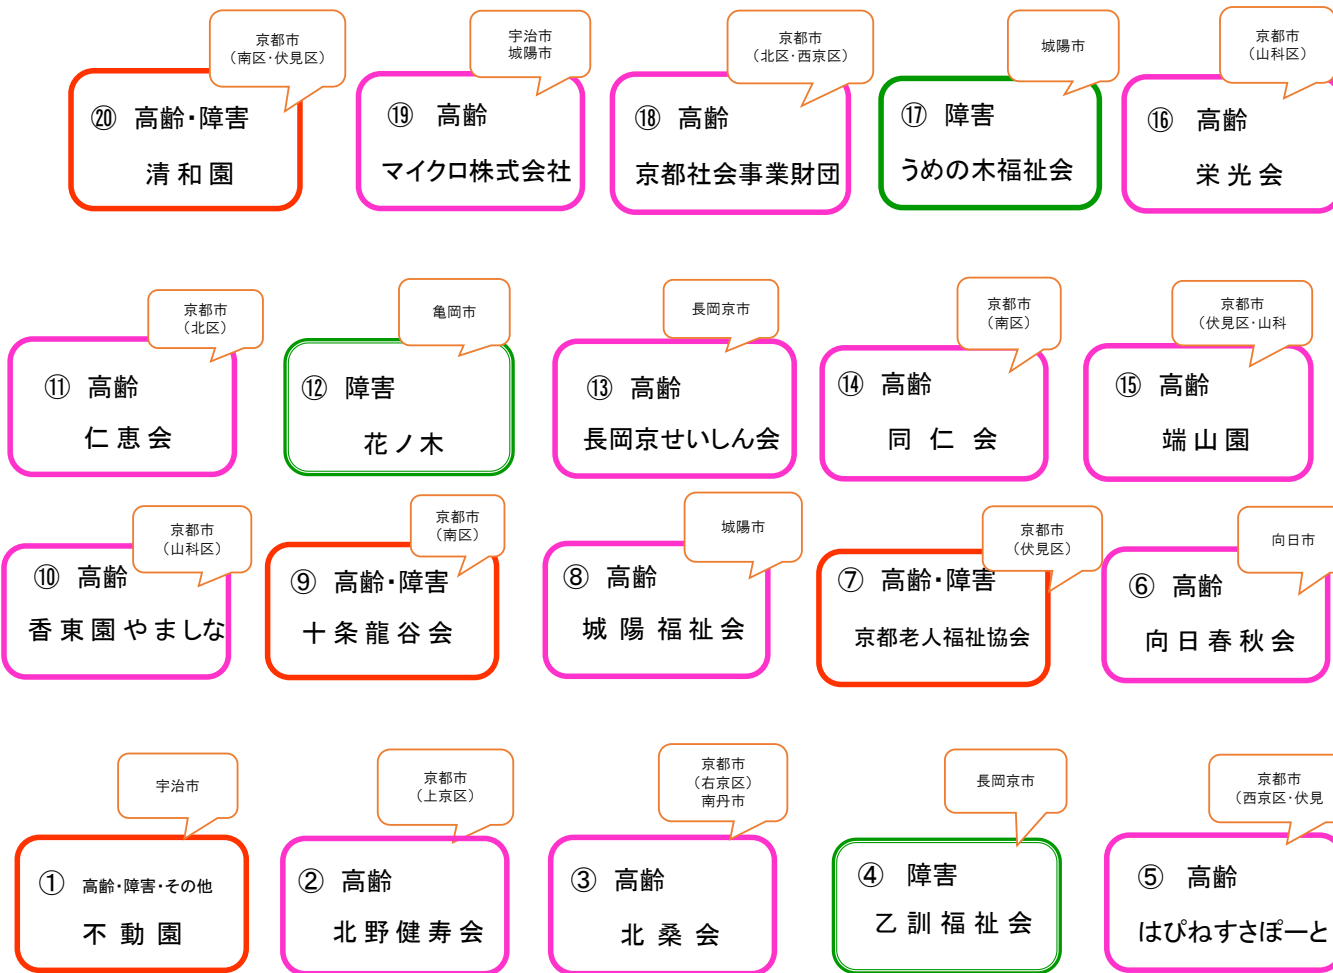 京都市
（南区・伏見区）
⑳ 高齢・障害
清和園
宇治市
城陽市
⑲ 高齢
マイクロ株式会社
京都市
（北区・西京区）
⑱ 高齢
京都社会事業財団
城陽市
⑰ 障害
うめの木福祉会
京都市
（山科区）
⑯ 高齢
栄光会
京都市
（北区）
⑪ 高齢
仁恵会
亀岡市
⑫ 障害
花ノ木
長岡京市
⑬ 高齢
長岡京せいしん会
京都市
（南区）
⑭ 高齢
同仁会
京都市
（伏見区・山科
⑮ 高齢
端山園
京都市
（山科区）
⑩ 高齢
香東園やましな
京都市
（南区）
⑨ 高齢・障害
十条龍谷会
城陽市
⑧ 高齢
城陽福祉会
京都市
（伏見区）
⑦ 高齢・障害
京都老人福祉協会
向日市
⑥ 高齢
向日春秋会
宇治市
① 高齢・障害・その他
不動園
京都市
（上京区）
② 高齢
北野健寿会
京都市
（右京区）
南丹市
③ 高齢
北桑会
長岡京市
④ 障害
乙訓福祉会
京都市
（西京区・伏見
⑤ 高齢
はぴねすさぽーと